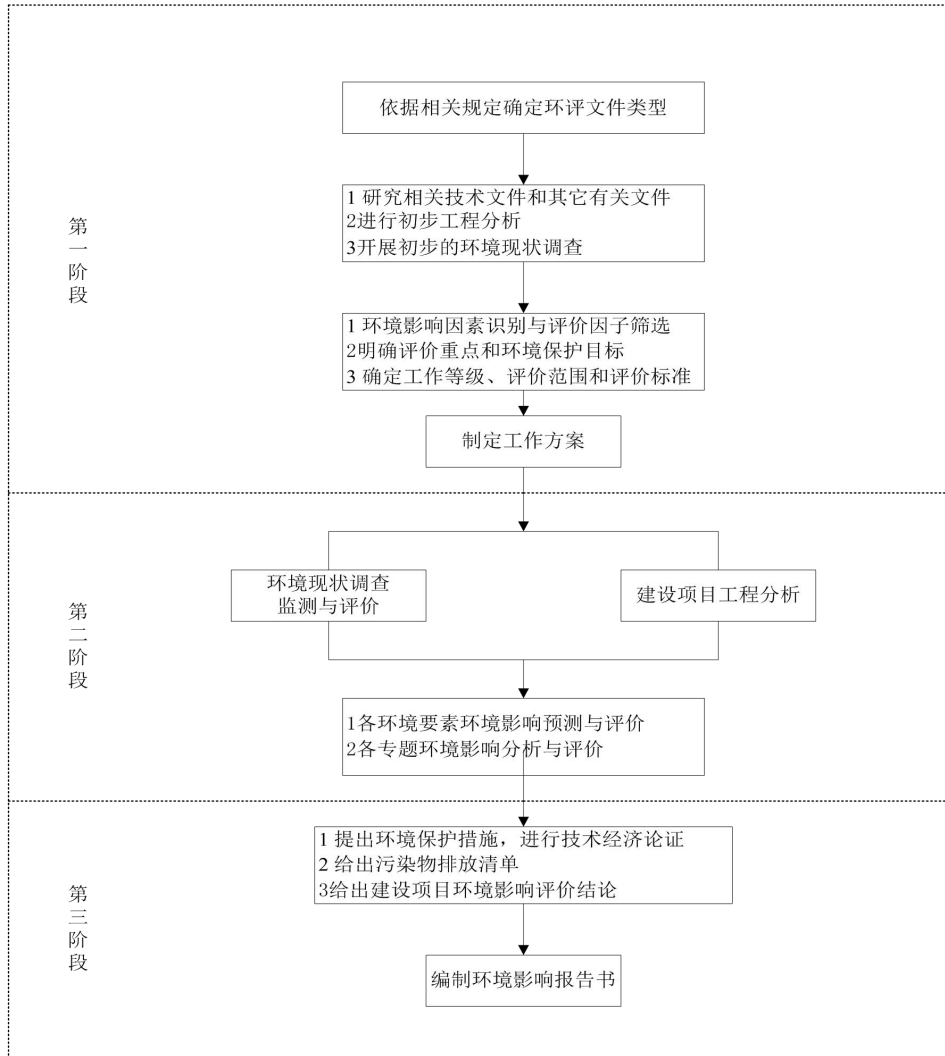 依据相关规定确定环评文件类型
1 研究相关技术文件和其它有关文件
2进行初步工程分析
3开展初步的环境现状调查
第一阶段
1 环境影响因素识别与评价因子筛选
2明确评价重点和环境保护目标
3 确定工作等级、评价范围和评价标准
制定工作方案
环境现状调查
监测与评价
建设项目工程分析
第二阶段
1各环境要素环境影响预测与评价
2各专题环境影响分析与评价
1 提出环境保护措施，进行技术经济论证
2 给出污染物排放清单
3给出建设项目环境影响评价结论
第三阶段
编制环境影响报告书